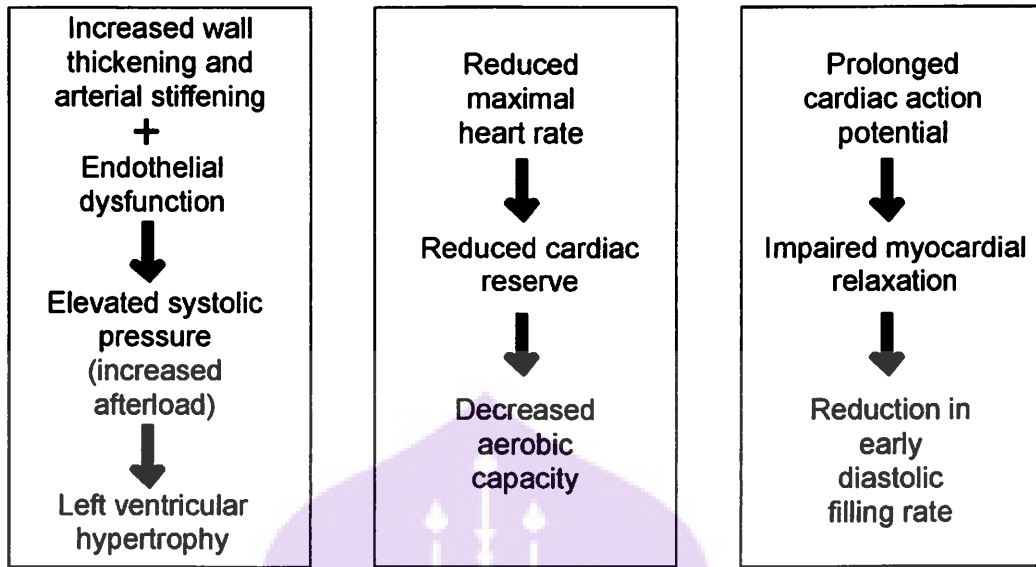 Increased wall
thickening and
arterial stiffening
+
Endothelial
dysfunction
Elevated systolic
pressure
(increased
afterload)
Left ventricular
hypertrophy
Reduced
maximal
heart rate
Reduced cardiac
reserve
Decreased
aerobic
capacity
Prolonged
cardiac action
potential
Impaired myocardial
relaxation
Reduction in
early
diastolic
filling rate